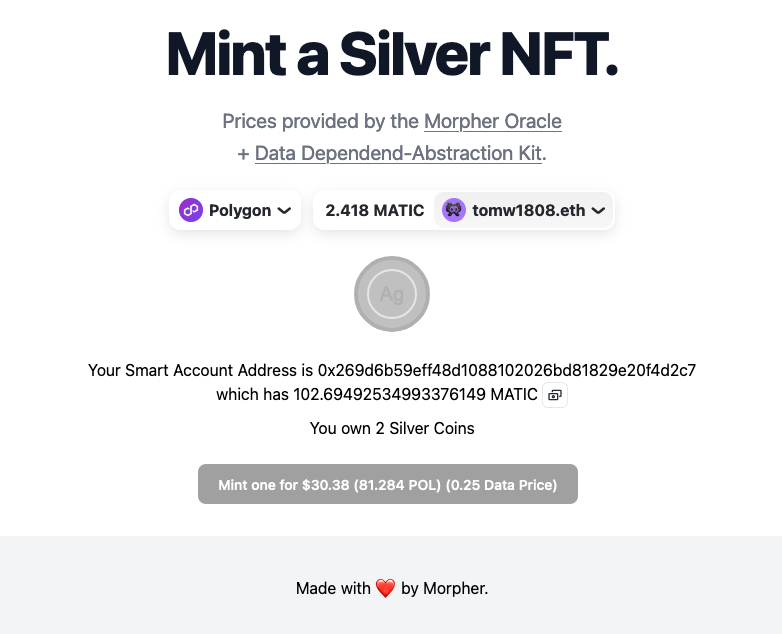 Mint a Silver NFT.
Prices provided by the Morpher Oracle
+ Data Dependend-Abstraction Kit.
Polygon 2.418 MATIC tomw1808.eth
Ag
Your Smart Account Address is 0x269d6b59eff48d1088102026bd81829e20f4d2c7
which has 102.69492534993376149 MATIC
You own 2 Silver Coins
Mint one for $30.38 (81.284 POL) (0.25 Data Price)
Made with ❤️ by Morpher.